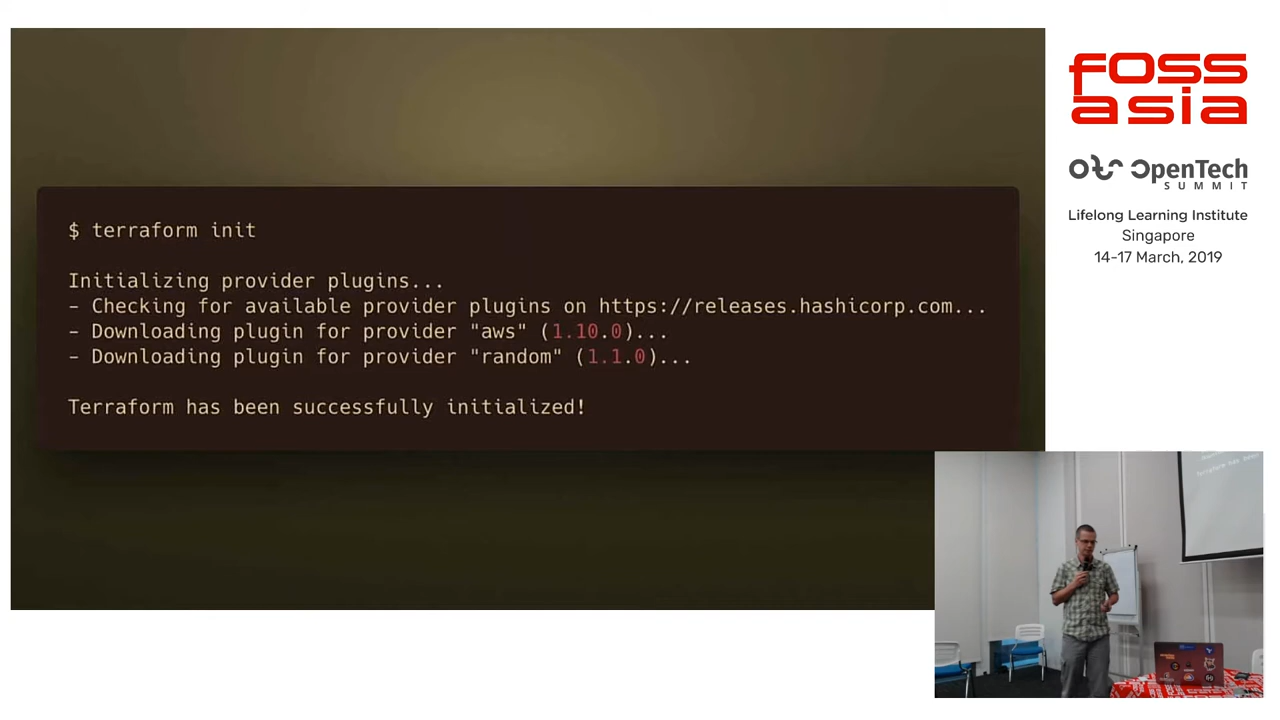 $ terraform init
Initializing provider plugins...
- Checking for available provider plugins on https://releases.hashicorp.com...
- Downloading plugin for provider "aws" (1.10.0)...
- Downloading plugin for provider "random" (1.1.0)...
Terraform has been successfully initialized!
fOSS
asia
OpenTech
SUMMIT
Lifelong Learning Institute
Singapore
14-17 March, 2019